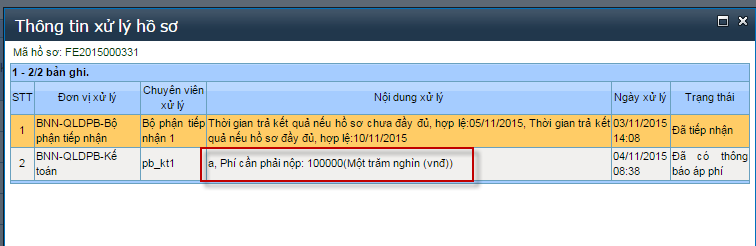 Thông tin xử lý hồ sơ
Mã hồ sơ: FE2015000331
1 - 2/2 bản ghi.
STT Đơn vị xử lý Chuyên viên xử lý Nội dung xử lý Ngày xử lý Trạng thái
1 BNN-QLDPB-Bộ phận tiếp nhận Bộ phận tiếp nhận 1 Thời gian trả kết quả nếu hồ sơ chưa đầy đủ, hợp lệ:05/11/2015, Thời gian trả kết quả nếu hồ sơ đầy đủ, hợp lệ:10/11/2015 03/11/2015 14:08 Đã tiếp nhận
2 BNN-QLDPB-Kế toán pb_kt1 a, Phí cần phải nộp: 100000(Một trăm nghìn (vnđ)) 04/11/2015 08:38 Đã có thông báo áp phí